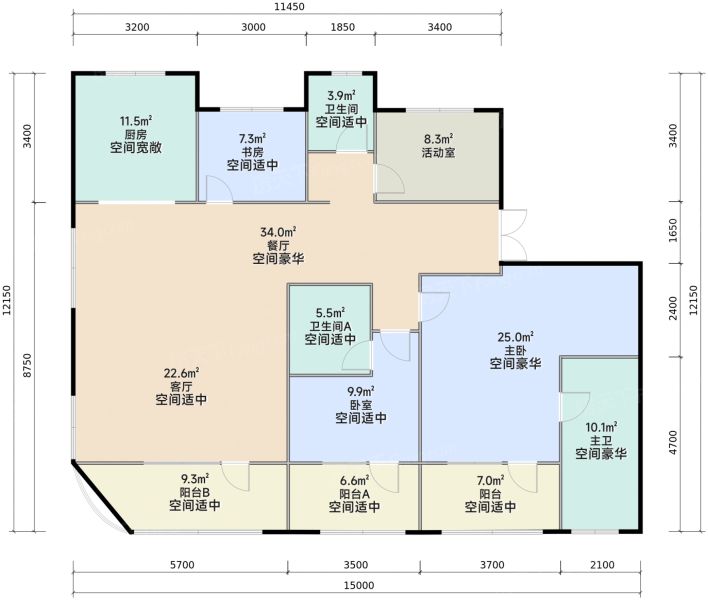 11450
3200
3000
1850
3400
3400
8750
12150
3400
1650
2400
4700
12150
11.5㎡
厨房
空间宽敞
7.3㎡
书房
空间适中
3.9㎡
卫生间
空间适中
8.3㎡
活动室
34.0㎡
餐厅
空间豪华
5.5㎡
卫生间A
空间适中
25.0㎡
主卧
空间豪华
22.6㎡
客厅
空间适中
9.9㎡
卧室
空间适中
10.1㎡
主卫
空间豪华
9.3㎡
阳台B
空间适中
6.6㎡
阳台A
空间适中
7.0㎡
阳台
空间适中
5700
3500
3700
2100
15000